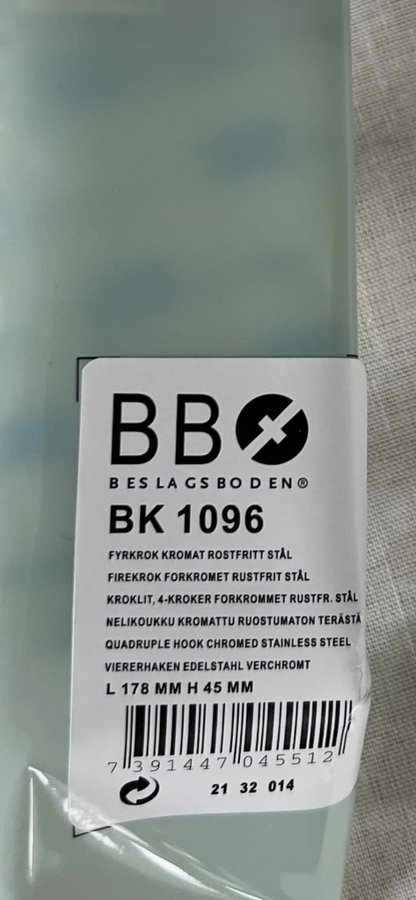 BB
BESLAGSBODEN®
BK 1096
FYRKROK KROMAT ROSTFRITT STÅL
FIREKROK FORKROMET RUSTFRIT STÅL
KROKLIT, 4-KROKER FORKROMMET RUSTFR. STÅL
NELIKOUKKU KROMATTU RUOSTUMATON TERÄSTÄ
QUADRUPLE HOOK CHROMED STAINLESS STEEL
VIERERHAKEN EDELSTAHL VERCHROMT
L 178 MM H 45 MM
7 391447 045512
21 32 014